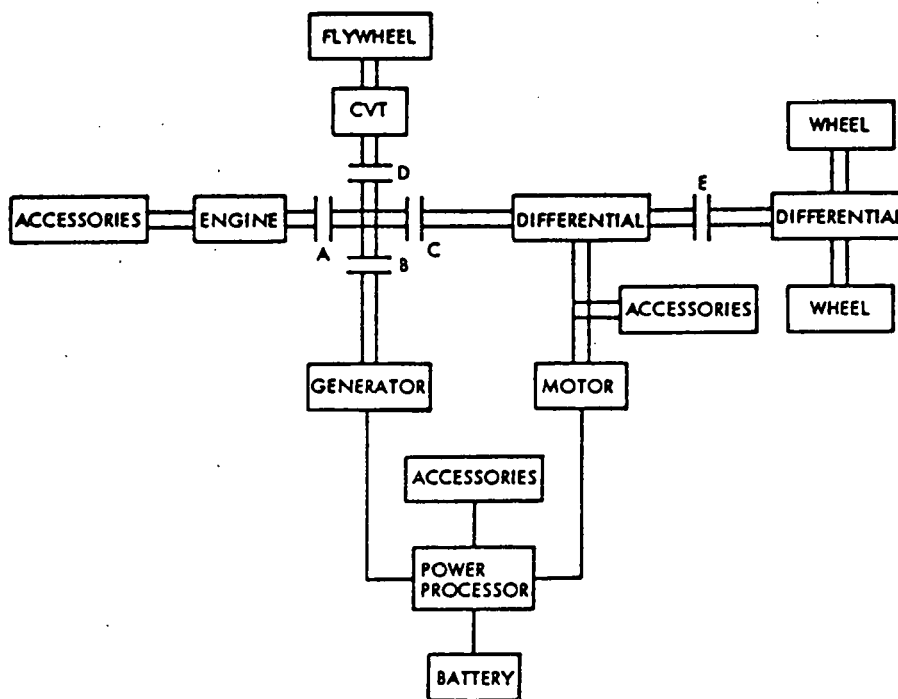 FLYWHEEL
CVT
D
WHEEL
E
ACCESSORIES
ENGINE
DIFFERENTIAL
DIFFERENTIAL
A
C
B
ACCESSORIES
WHEEL
GENERATOR
MOTOR
ACCESSORIES
POWER
PROCESSOR
BATTERY